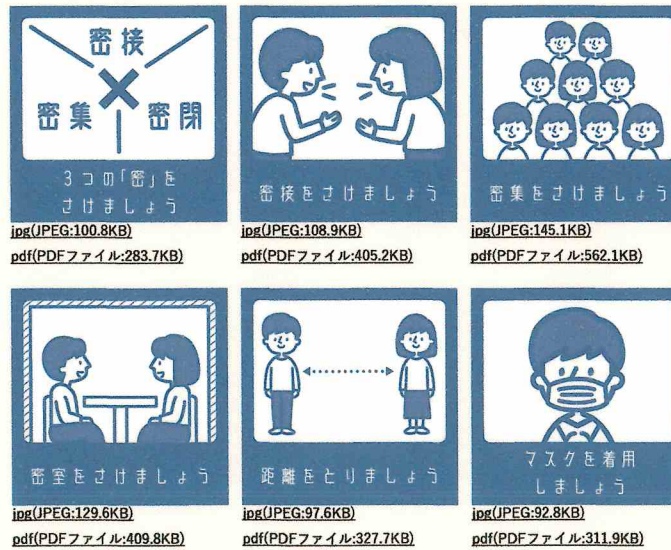 密接
密集
密閉
3つの「密」を
さけましょう
jpg(JPEG:100.8KB)
pdf(PDFファイル:283.7KB)
密接をさけましょう
jpg(JPEG:108.9KB)
pdf(PDFファイル:405.2KB)
密集をさけましょう
jpg(JPEG:145.1KB)
pdf(PDFファイル:562.1KB)
密室をさけましょう
jpg(JPEG:129.6KB)
pdf(PDFファイル:409.8KB)
距離をとりましょう
jpg(JPEG:97.6KB)
pdf(PDFファイル:327.7KB)
マスクを着用
しましょう
jpg(JPEG:92.8KB)
pdf(PDFファイル:311.9KB)